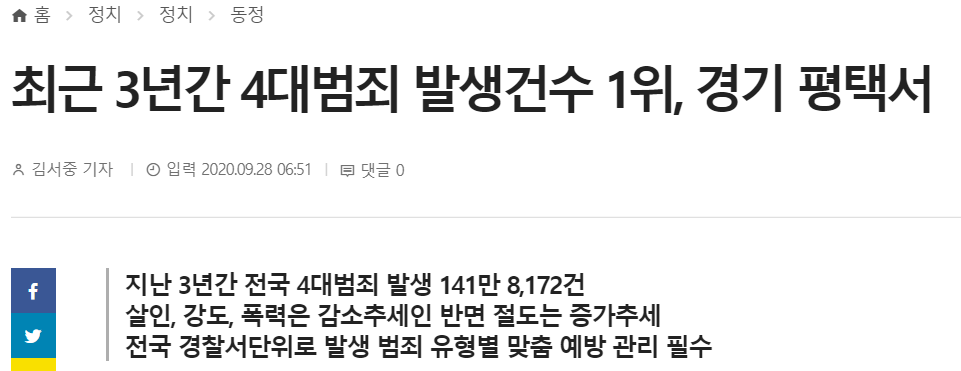 홈 > 정치 > 정치 > 동정
최근 3년간 4대범죄 발생건수 1위, 경기 평택서
김서중 기자 | 입력 2020.09.28 06:51 | 댓글 0
지난 3년간 전국 4대범죄 발생 141만 8,172건
살인, 강도, 폭력은 감소추세인 반면 절도는 증가추세
전국 경찰서단위로 발생 범죄 유형별 맞춤 예방 관리 필수